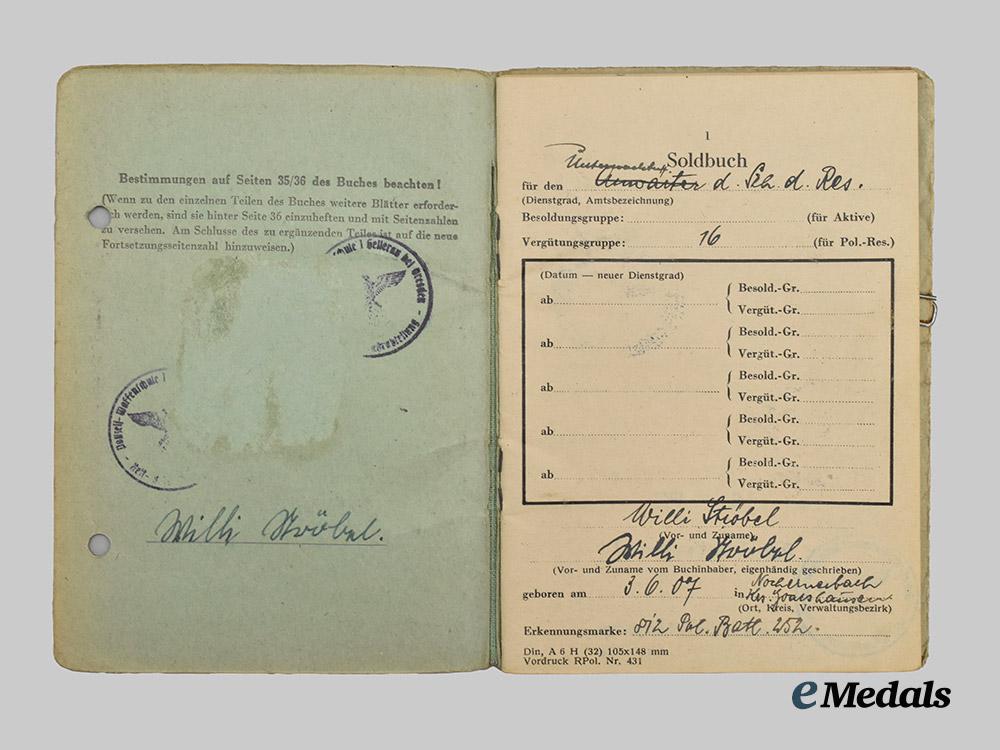 Bestimmungen auf Seiten 35/36 des Buches beachten!
(Wenn zu den einzelnen Teilen des Buches weitere Blätter erforder-
lich werden, sind sie hinter Seite 36 einzuheften und mit Seitenzahlen
zu versehen. Am Schlusse des zu ergänzenden Teiles ist auf die neue
Fortsetzungsseitenzahl hinzuweisen.)
Hellerau bei Dresden
Polizei-Waffenschule I
Willi Ströbel.
1
Soldbuch
für den Anwärter d. Sch. d. Res.
(Dienstgrad, Amtsbezeichnung)
Besoldungsgruppe: (für Aktive)
Vergütungsgruppe: 16 (für Pol.-Res.)
(Datum — neuer Dienstgrad)
ab Besold.-Gr.
Vergüt.-Gr.
ab Besold.-Gr.
Vergüt.-Gr.
ab Besold.-Gr.
Vergüt.-Gr.
ab Besold.-Gr.
Vergüt.-Gr.
ab Besold.-Gr.
Vergüt.-Gr.
Willi Ströbel
(Vor- und Zuname)
Willi Ströbel.
(Vor- und Zuname vom Buchinhaber, eigenhändig geschrieben)
geboren am 3.6.07 in
(Ort, Kreis, Verwaltungsbezirk)
Erkennungsmarke: Pol. Batl. 252.
Din, A 6 H (32) 105x148 mm
Vordruck RPol. Nr. 431
eMedals